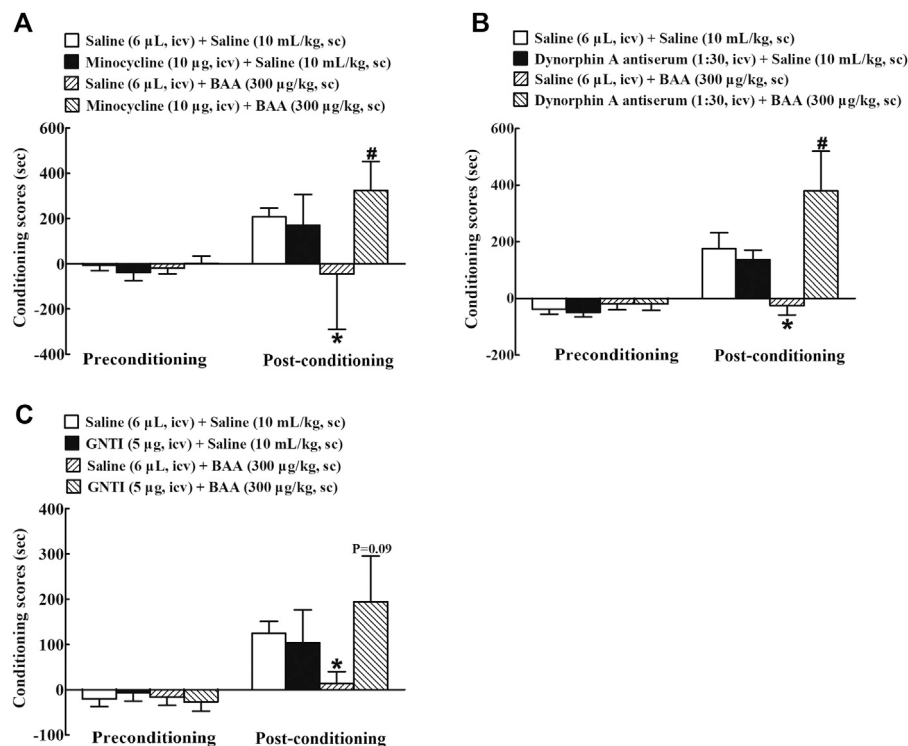 A
Saline (6 µL, icv) + Saline (10 mL/kg, sc)
Minocycline (10 µg, icv) + Saline (10 mL/kg, sc)
Saline (6 µL, icv) + BAA (300 µg/kg, sc)
Minocycline (10 µg, icv) + BAA (300 µg/kg, sc)
Conditioning scores (sec)
600
400
200
0
-200
-400
#
*
Preconditioning
Post-conditioning
B
Saline (6 µL, icv) + Saline (10 mL/kg, sc)
Dynorphin A antiserum (1:30, icv) + Saline (10 mL/kg, sc)
Saline (6 µL, icv) + BAA (300 µg/kg, sc)
Dynorphin A antiserum (1:30, icv) + BAA (300 µg/kg, sc)
Conditioning scores (sec)
600
400
200
0
-200
#
*
Preconditioning
Post-conditioning
C
Saline (6 µL, icv) + Saline (10 mL/kg, sc)
GNTI (5 µg, icv) + Saline (10 mL/kg, sc)
Saline (6 µL, icv) + BAA (300 µg/kg, sc)
GNTI (5 µg, icv) + BAA (300 µg/kg, sc)
Conditioning scores (sec)
400
300
200
100
0
-100
P=0.09
*
Preconditioning
Post-conditioning